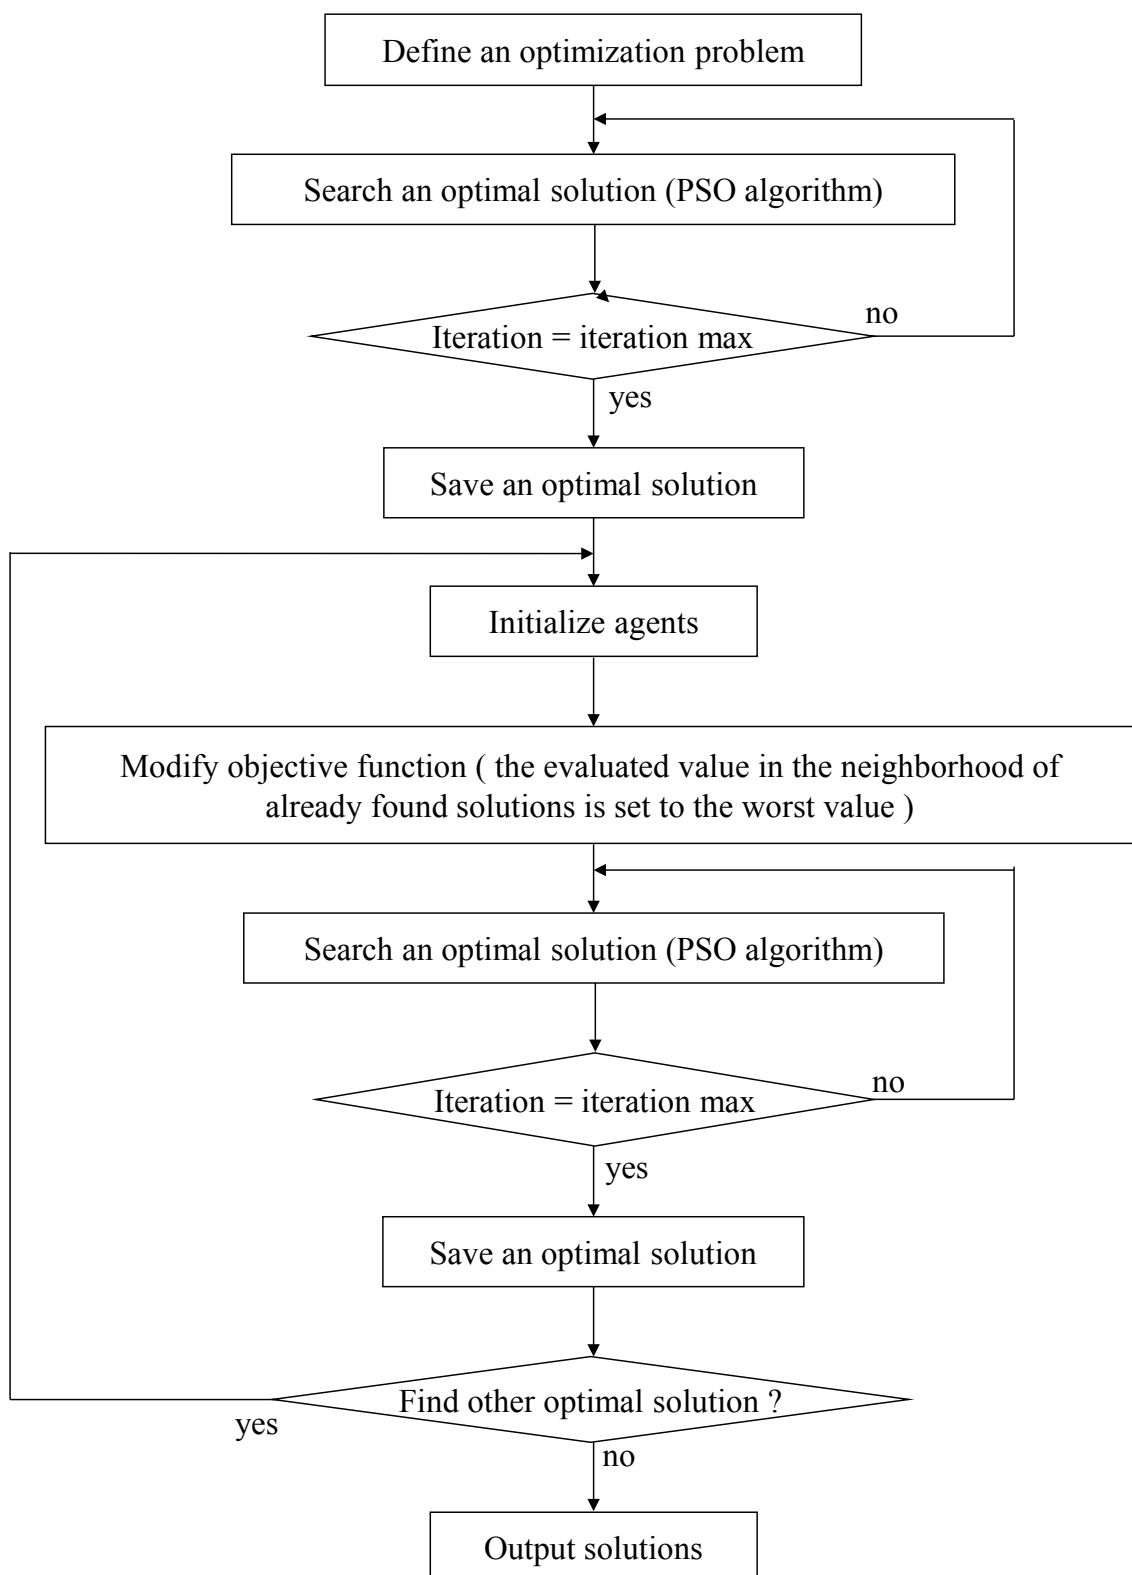 Define an optimization problem
Search an optimal solution (PSO algorithm)
no
Iteration = iteration max
yes
Save an optimal solution
Initialize agents
Modify objective function ( the evaluated value in the neighborhood of
already found solutions is set to the worst value )
Search an optimal solution (PSO algorithm)
no
Iteration = iteration max
yes
Save an optimal solution
Find other optimal solution ?
yes
no
Output solutions